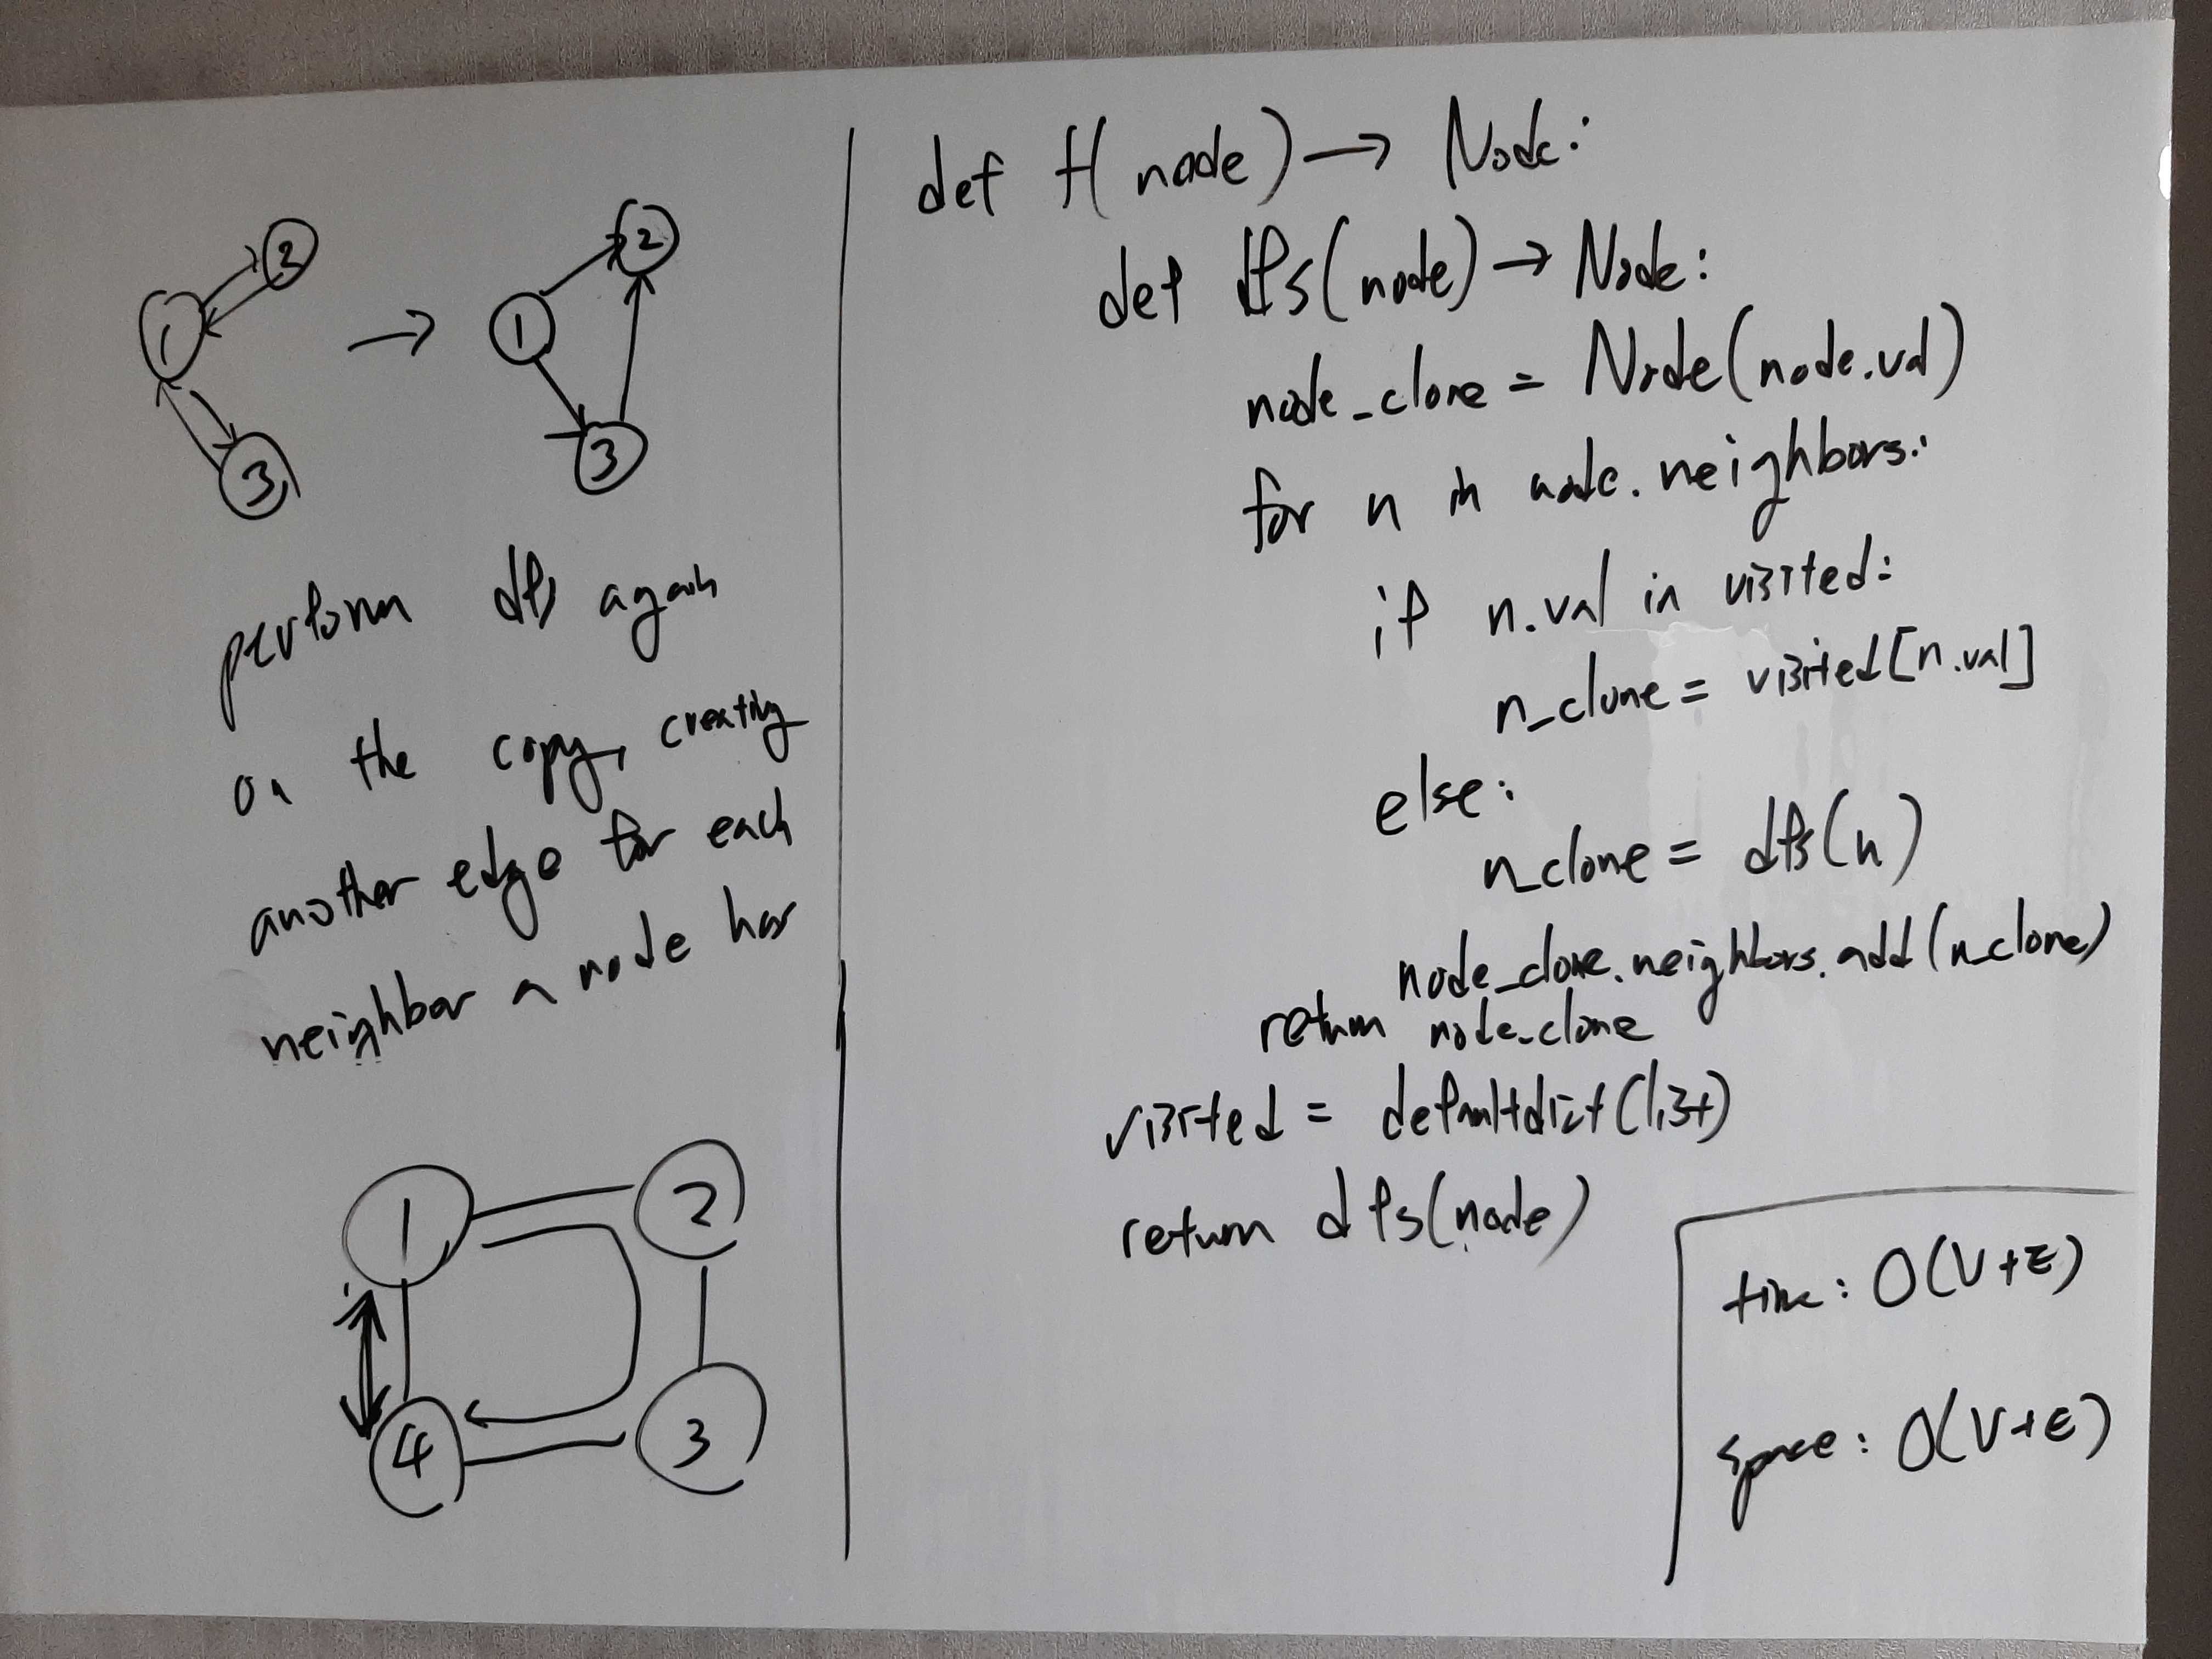 1
2
3
→
1
2
3
perform dfs again
on the copy, creating
another edge for each
neighbor a node has
1
2
4
3
def f(node) → Node:
def dfs(node) → Node:
node_clone = Node(node.val)
for n in node.neighbors:
if n.val in visited:
n_clone = visited[n.val]
else:
n_clone = dfs(n)
node_clone.neighbors.add(n_clone)
return node_clone
visited = defaultdict(list)
return dfs(node)
time: O(V+E)
space: O(V+E)